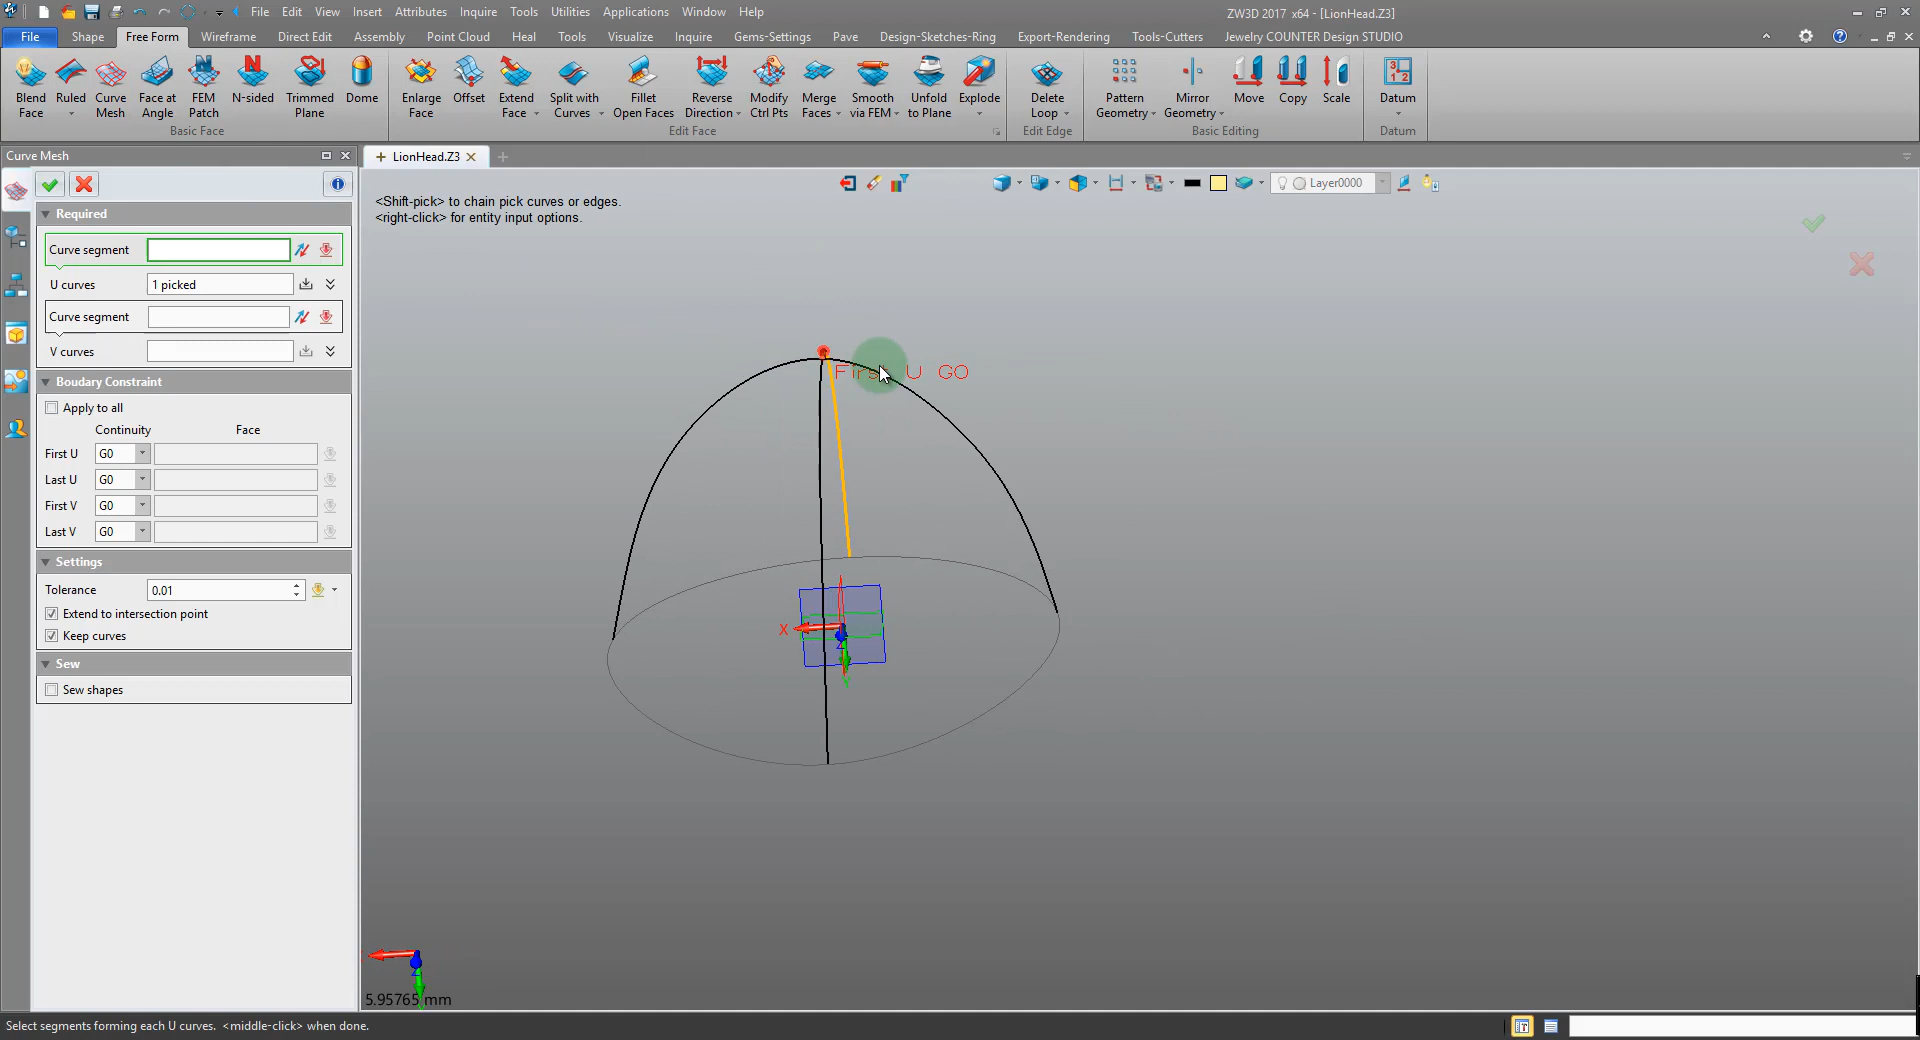 File Edit View Insert Attributes Inquire Tools Utilities Applications Window Help ZW3D 2017 x64 - [LionHead.Z3]
File Shape Free Form Wireframe Direct Edit Assembly Point Cloud Heal Tools Visualize Inquire Gems-Settings Pave Design-Sketches-Ring Export-Rendering Tools-Cutters Jewelry COUNTER Design STUDIO
Blend Face
Ruled
Curve Mesh
Face at Angle
FEM Patch
N-sided
Trimmed Plane
Dome
Enlarge Face
Offset
Extend Face
Split with Curves
Fillet Open Faces
Reverse Direction
Modify Ctrl Pts
Merge Faces
Smooth via FEM
Unfold to Plane
Explode
Delete Loop
Pattern Geometry
Mirror Geometry
Move
Copy
Scale
Datum
Basic Face Edit Face Edit Edge Basic Editing Datum
Curve Mesh
LionHead.Z3
Layer0000
<Shift-pick> to chain pick curves or edges.
<right-click> for entity input options.
Required
Curve segment
U curves 1 picked
Curve segment
V curves
Boudary Constraint
Apply to all
Continuity Face
First U G0
Last U G0
First V G0
Last V G0
Settings
Tolerance 0.01
Extend to intersection point
Keep curves
Sew
Sew shapes
First U G0
X
5.95765 mm
Select segments forming each U curves. <middle-click> when done.